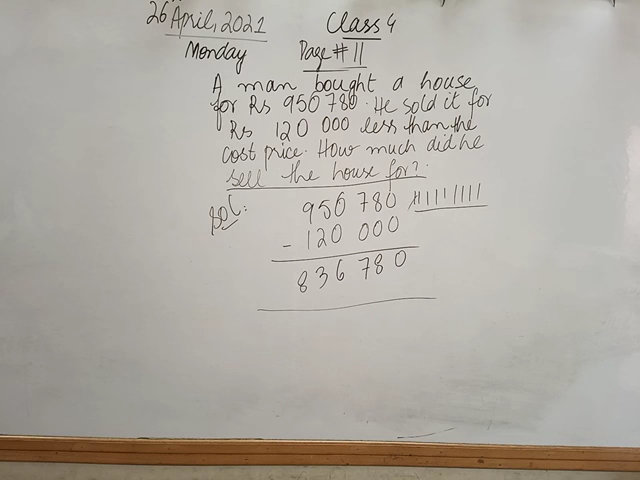 26 April, 2021
Class 4
Monday
Page # 11
A man bought a house
for Rs 950 780. He sold it for
Rs 120 000 less than the
cost price. How much did he
sell the house for?
Sol:
950 780
- 120 000
836 780